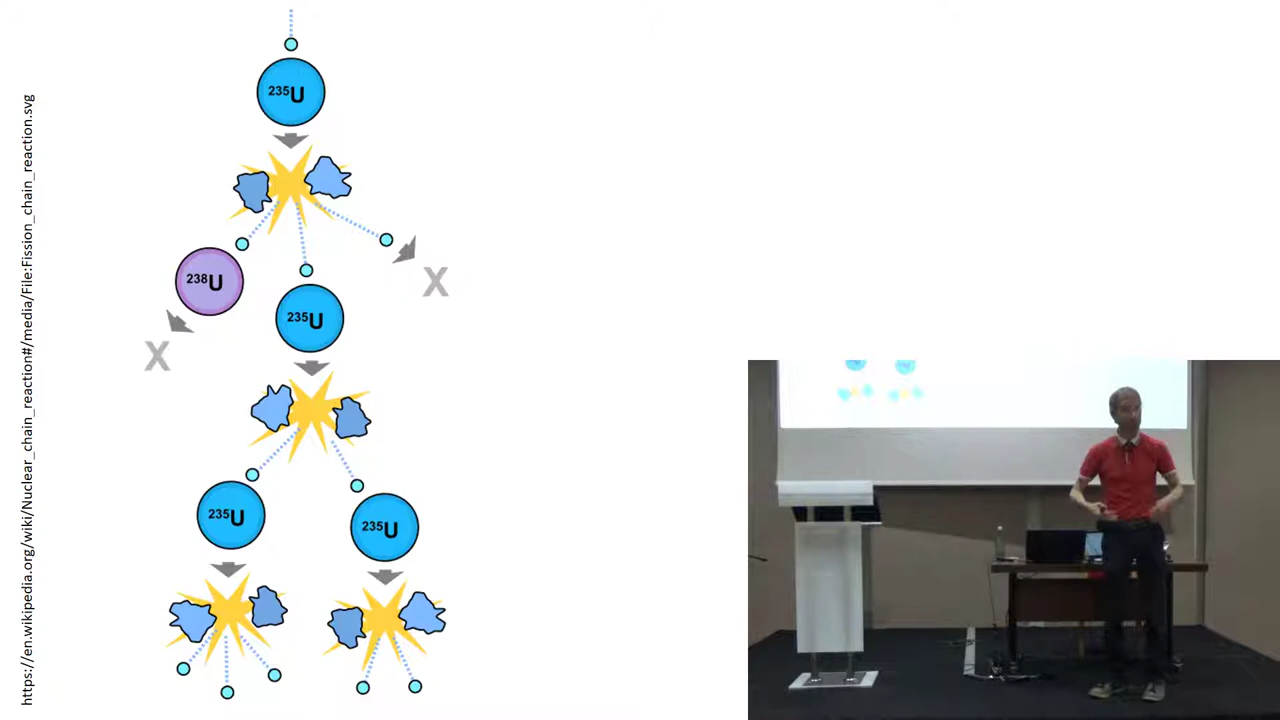 https://en.wikipedia.org/wiki/Nuclear_chain_reaction#/media/File:Fission_chain_reaction.svg
235U
238U
X
235U
X
235U
235U